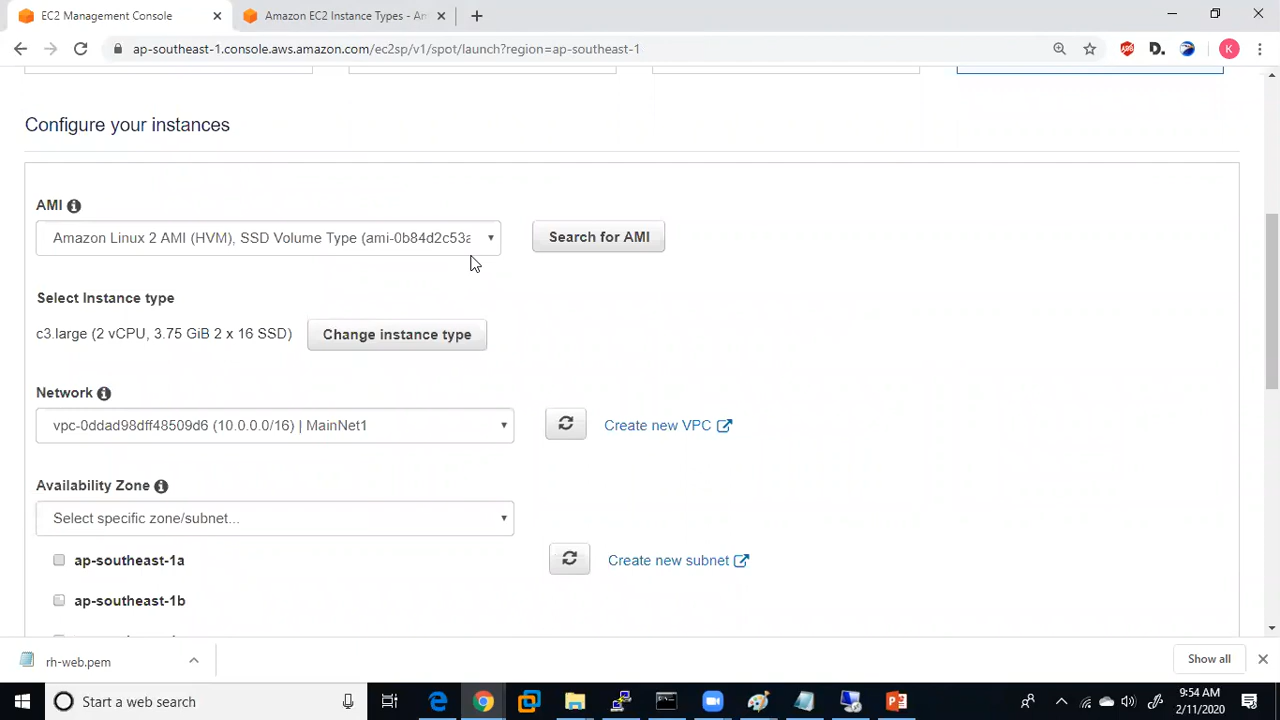 EC2 Management Console
Amazon EC2 Instance Types - Am
ap-southeast-1.console.aws.amazon.com/ec2sp/v1/spot/launch?region=ap-southeast-1
K
Configure your instances
AMI
Amazon Linux 2 AMI (HVM), SSD Volume Type (ami-0b84d2c53a
Search for AMI
Select Instance type
c3.large (2 vCPU, 3.75 GiB 2 x 16 SSD)
Change instance type
Network
vpc-0ddad98dff48509d6 (10.0.0.0/16) | MainNet1
Create new VPC
Availability Zone
Select specific zone/subnet...
ap-southeast-1a
Create new subnet
ap-southeast-1b
rh-web.pem
Show all
Start a web search
9:54 AM
2/11/2020